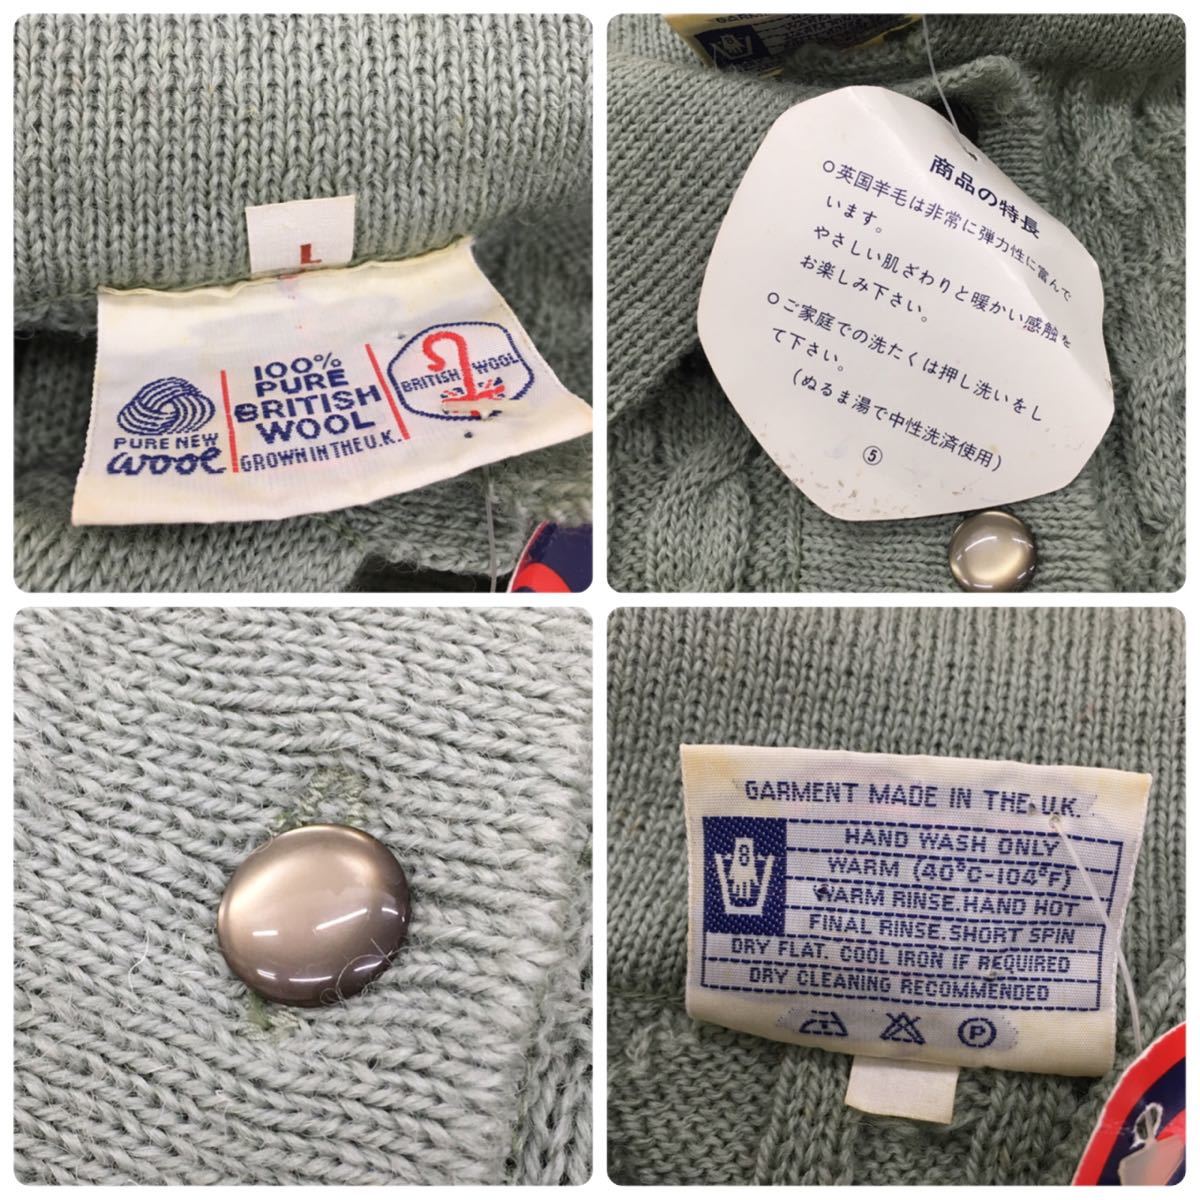 L
PURE NEW
wool
100%
PURE
BRITISH
WOOL
GROWN IN THE U.K.
BRITISH WOOL
商品の特長
○英国羊毛は非常に弾力性に富んで
います。
やさしい肌ざわりと暖かい感触を
お楽しみ下さい。
○ご家庭での洗たくは押し洗いをし
て下さい。
(ぬるま湯で中性洗済使用)
⑤
GARMENT MADE IN THE U.K.
8
HAND WASH ONLY
WARM (40°C-104°F)
WARM RINSE.HAND HOT
FINAL RINSE.SHORT SPIN
DRY FLAT. COOL IRON IF REQUIRED
DRY CLEANING RECOMMENDED
P